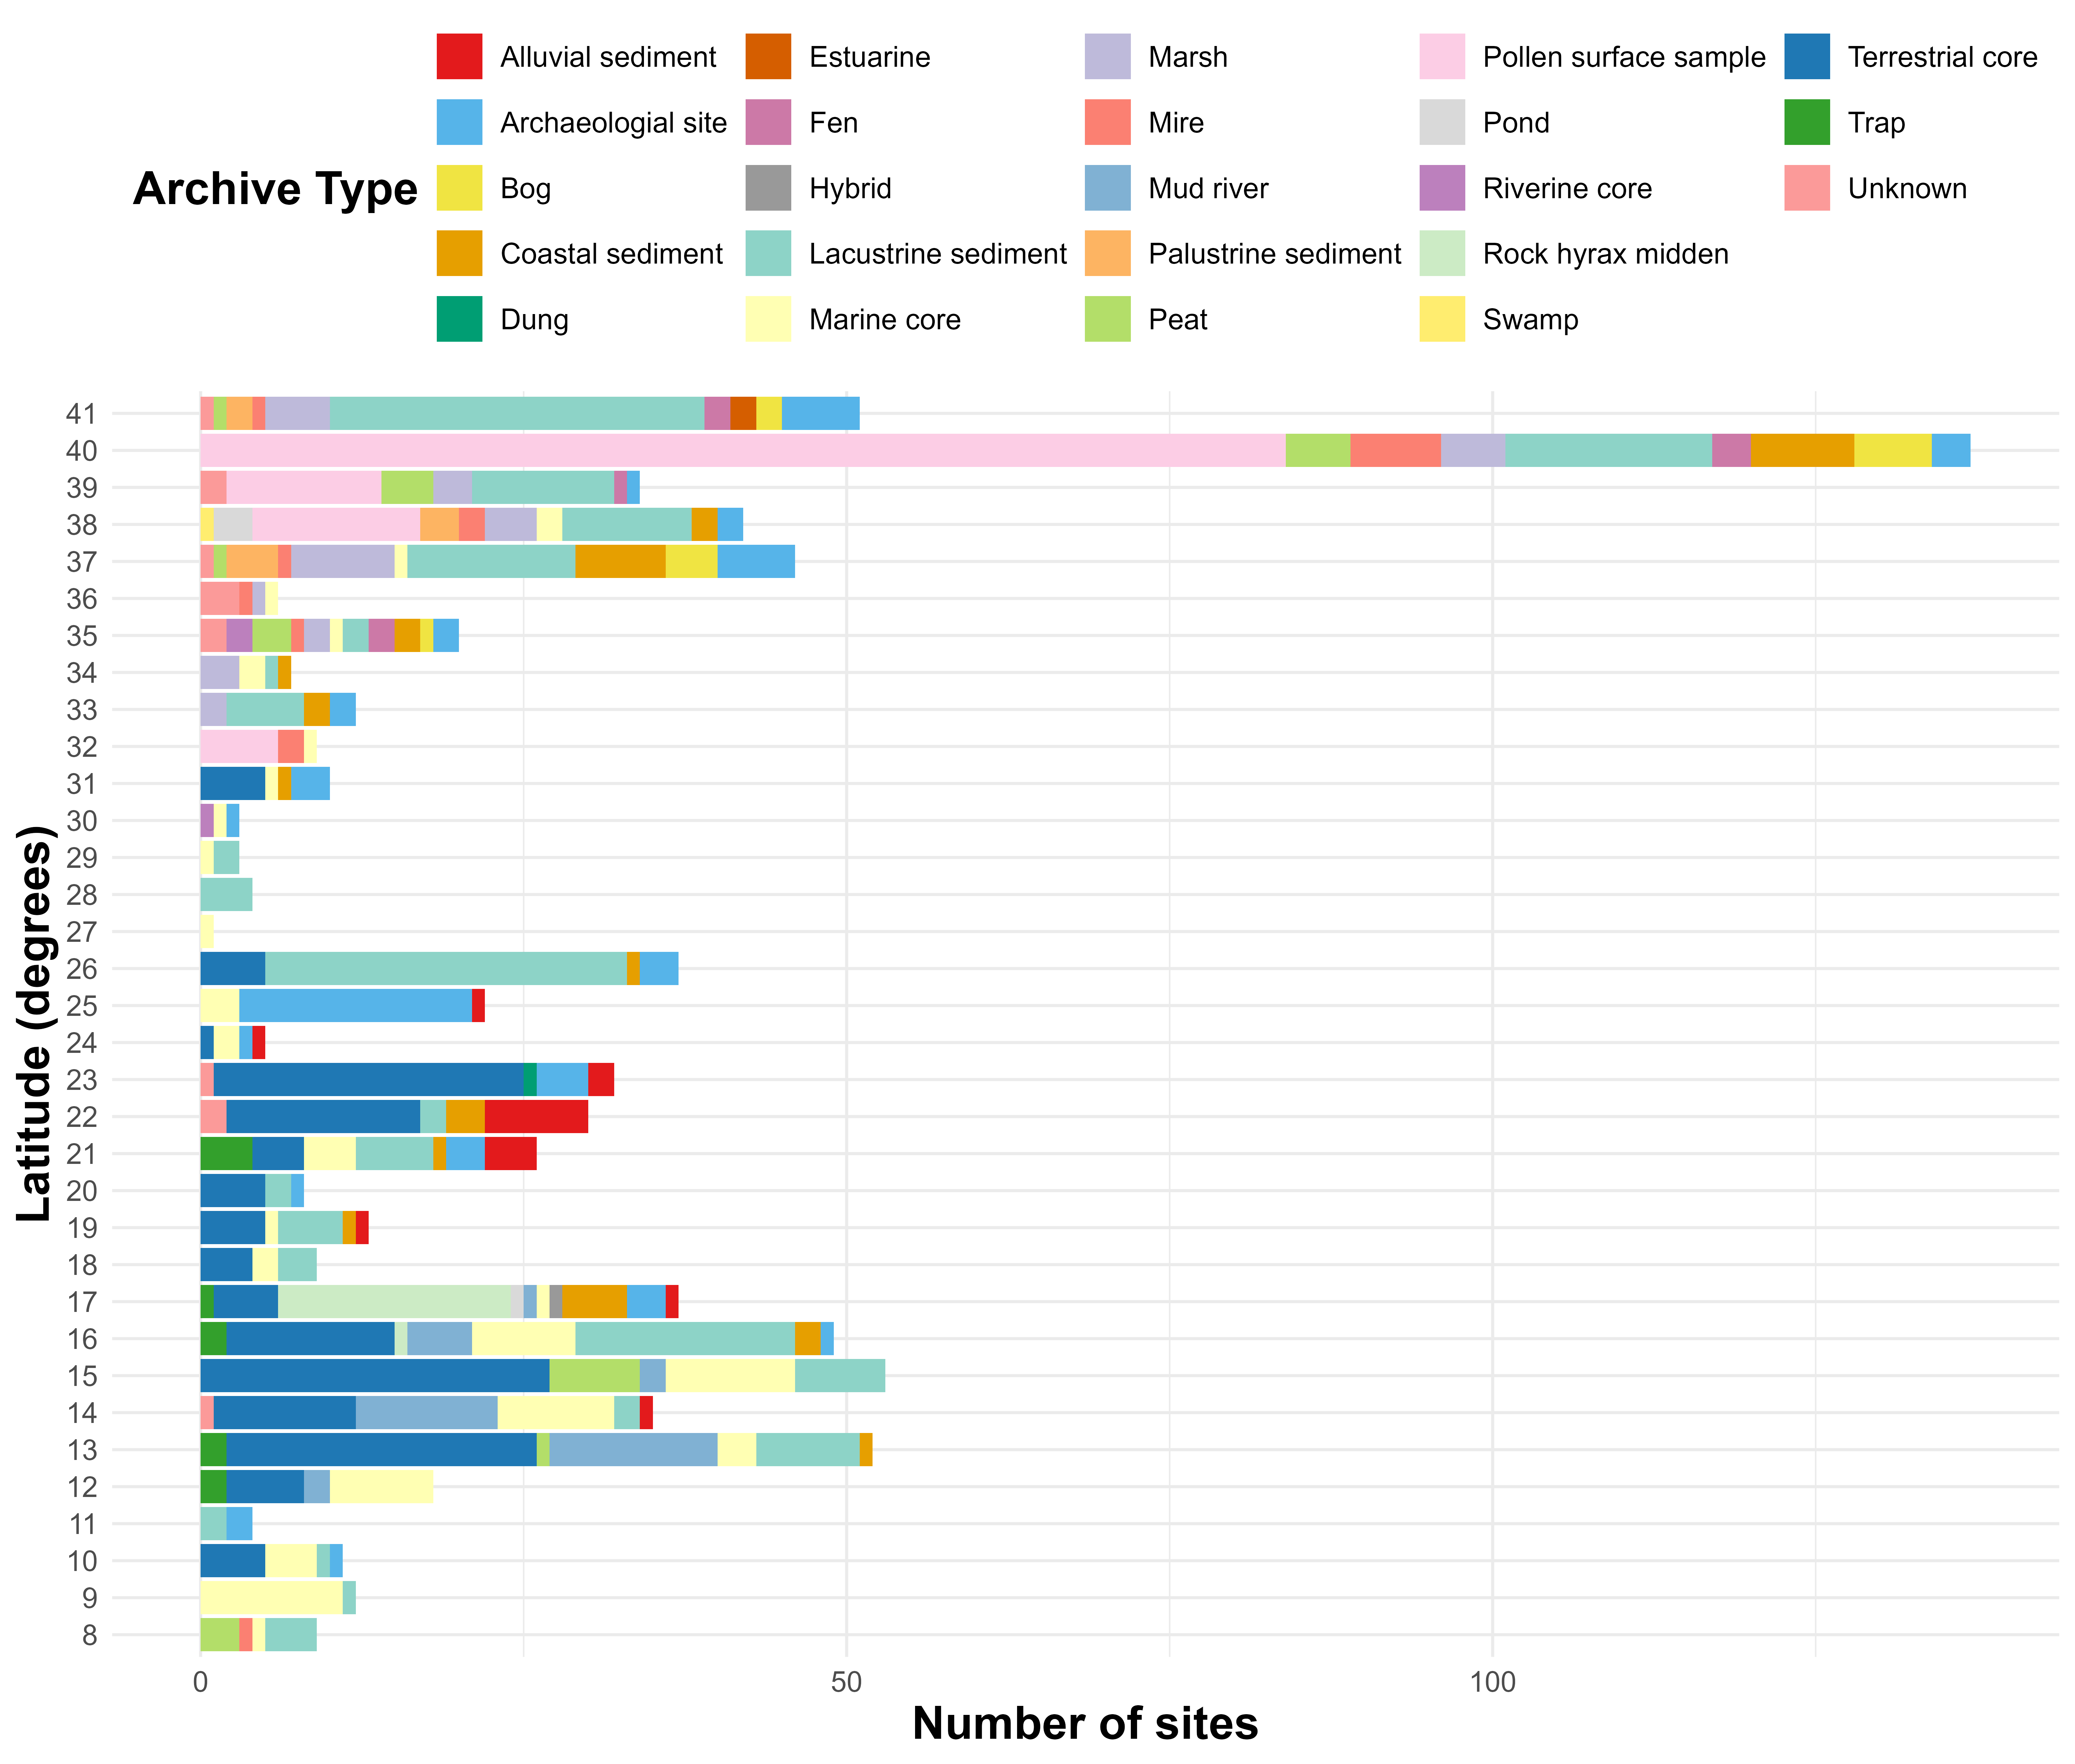 Archive Type
Alluvial sediment
Archaeologial site
Bog
Coastal sediment
Dung
Estuarine
Fen
Hybrid
Lacustrine sediment
Marine core
Marsh
Mire
Mud river
Palustrine sediment
Peat
Pollen surface sample
Pond
Riverine core
Rock hyrax midden
Swamp
Terrestrial core
Trap
Unknown
Latitude (degrees)
41
40
39
38
37
36
35
34
33
32
31
30
29
28
27
26
25
24
23
22
21
20
19
18
17
16
15
14
13
12
11
10
9
8
0 50 100
Number of sites